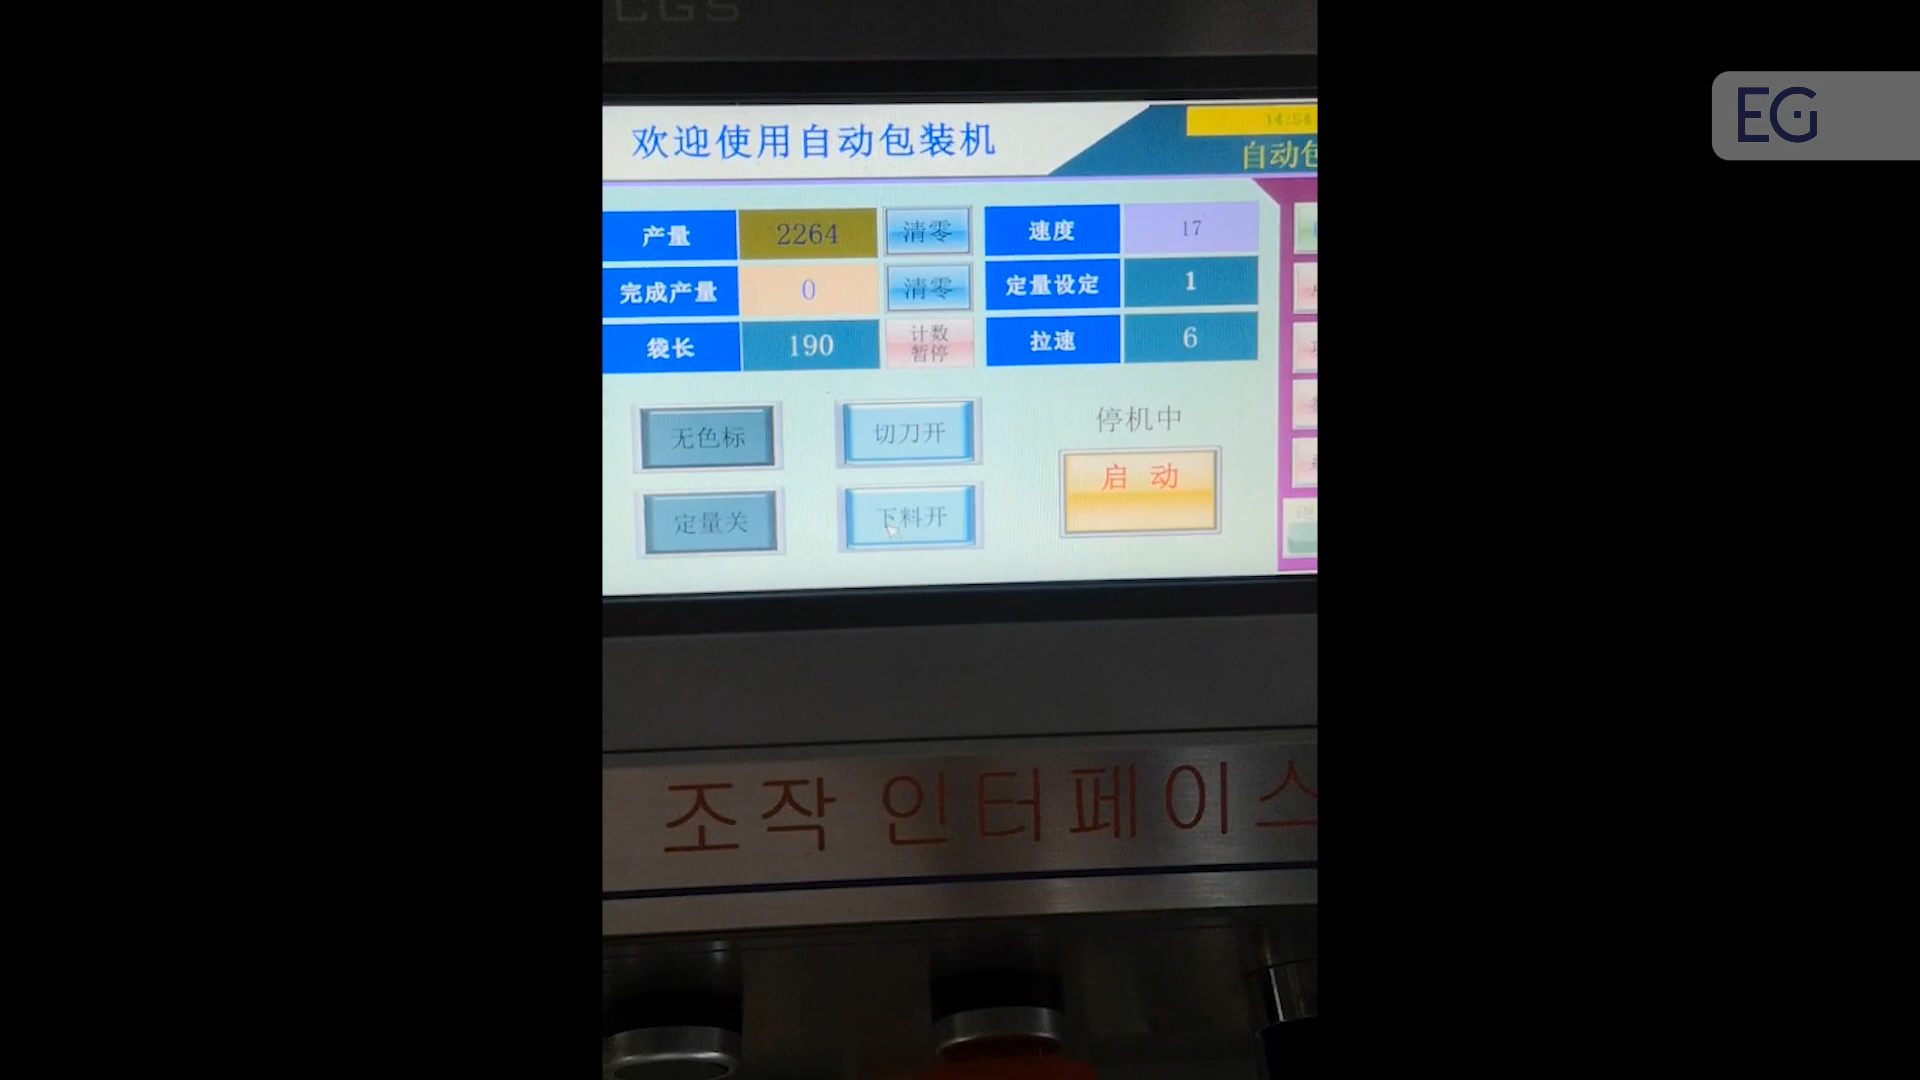 CGS
EG
欢迎使用自动包装机
14:54
自动包
产量 2264 清零 速度 17
完成产量 0 清零 定量设定 1
袋长 190 计数暂停 拉速 6
无色标 切刀开 停机中
启 动
定量关 下料开
조작 인터페이스